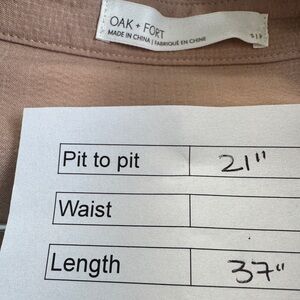 OAK + FORT
MADE IN CHINA | FABRIQUÉ EN CHINE
Pit to pit 21"
Waist
Length 37"